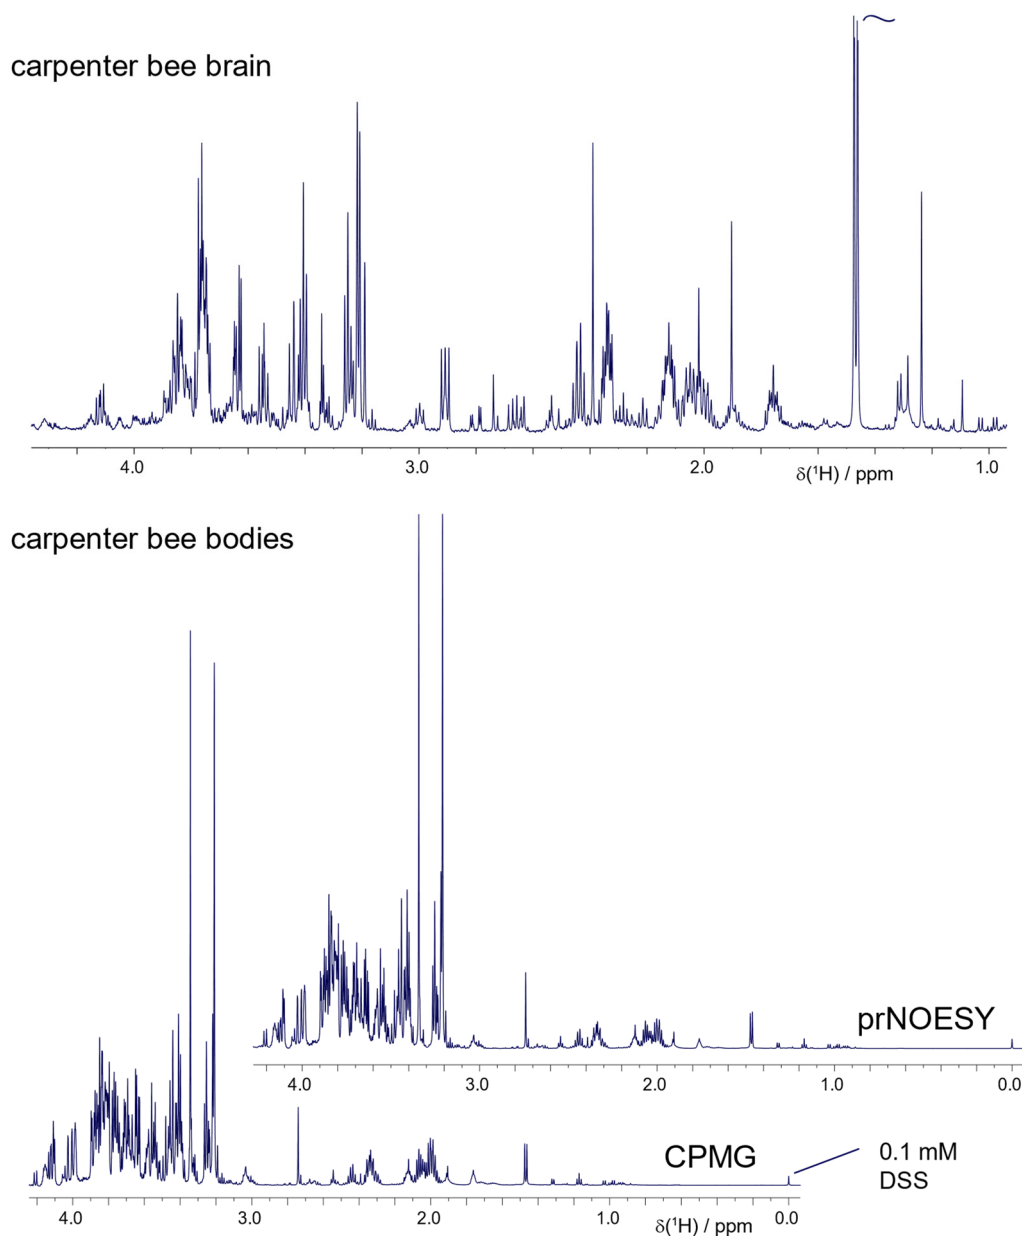 carpenter bee brain
4.0 3.0 2.0 1.0
δ(¹H) / ppm
carpenter bee bodies
prNOESY
4.0 3.0 2.0 1.0 0.0
CPMG
0.1 mM
DSS
4.0 3.0 2.0 1.0 0.0
δ(¹H) / ppm